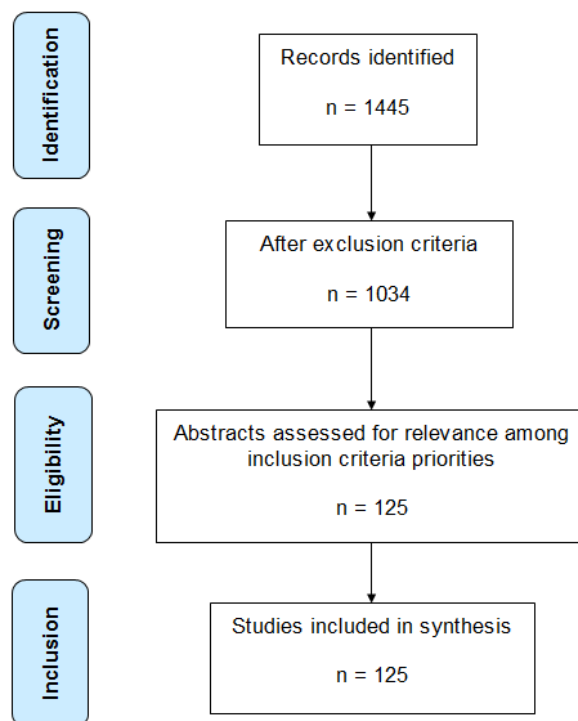 Identification
Records identified
n = 1445
Screening
After exclusion criteria
n = 1034
Eligibility
Abstracts assessed for relevance among
inclusion criteria priorities
n = 125
Inclusion
Studies included in synthesis
n = 125